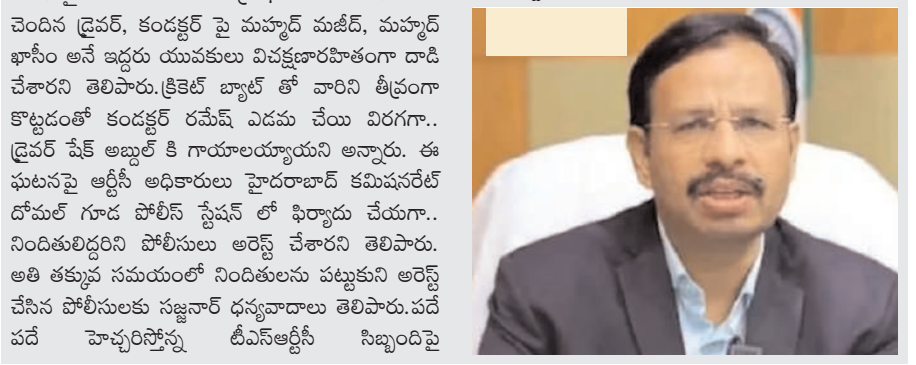 చెందిన డ్రైవర్, కండక్టర్ పై మహ్మద్ మజీద్, మహ్మద్
ఖాసీం అనే ఇద్దరు యువకులు విచక్షణారహితంగా దాడి
చేశారని తెలిపారు.క్రికెట్ బ్యాట్ తో వారిని తీవ్రంగా
కొట్టడంతో కండక్టర్ రమేష్ ఎడమ చేయి విరగగా..
డ్రైవర్ షేక్ అబ్దుల్ కి గాయాలయ్యాయని అన్నారు. ఈ
ఘటనపై ఆర్టీసీ అధికారులు హైదరాబాద్ కమిషనరేట్
దోమల్ గూడ పోలీస్ స్టేషన్ లో ఫిర్యాదు చేయగా..
నిందితులిద్దరిని పోలీసులు అరెస్ట్ చేశారని తెలిపారు.
అతి తక్కువ సమయంలో నిందితులను పట్టుకుని అరెస్ట్
చేసిన పోలీసులకు సజ్జనార్ ధన్యవాదాలు తెలిపారు.పదే
పదే హెచ్చరిస్తోన్న టీఎస్ఆర్టీసీ సిబ్బందిపై